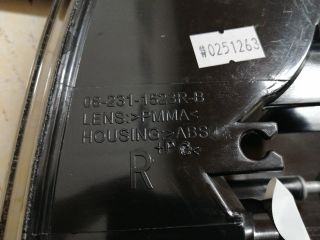 #0251263
08-231-1523R-B
LENS:>PMMA<
HOUSING:>ABS
R